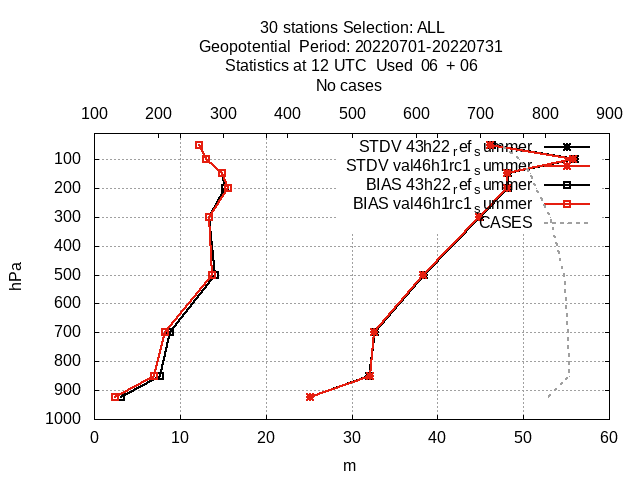 30 stations Selection: ALL
Geopotential  Period: 20220701-20220731
Statistics at 12 UTC  Used  06  + 06
No cases
100 200 300 400 500 600 700 800 900
STDV 43h22_ref_summer
STDV val46h1rc1_summer
BIAS 43h22_ref_summer
BIAS val46h1rc1_summer
CASES
100
200
300
400
500
600
700
800
900
1000
hPa
0 10 20 30 40 50 60
m